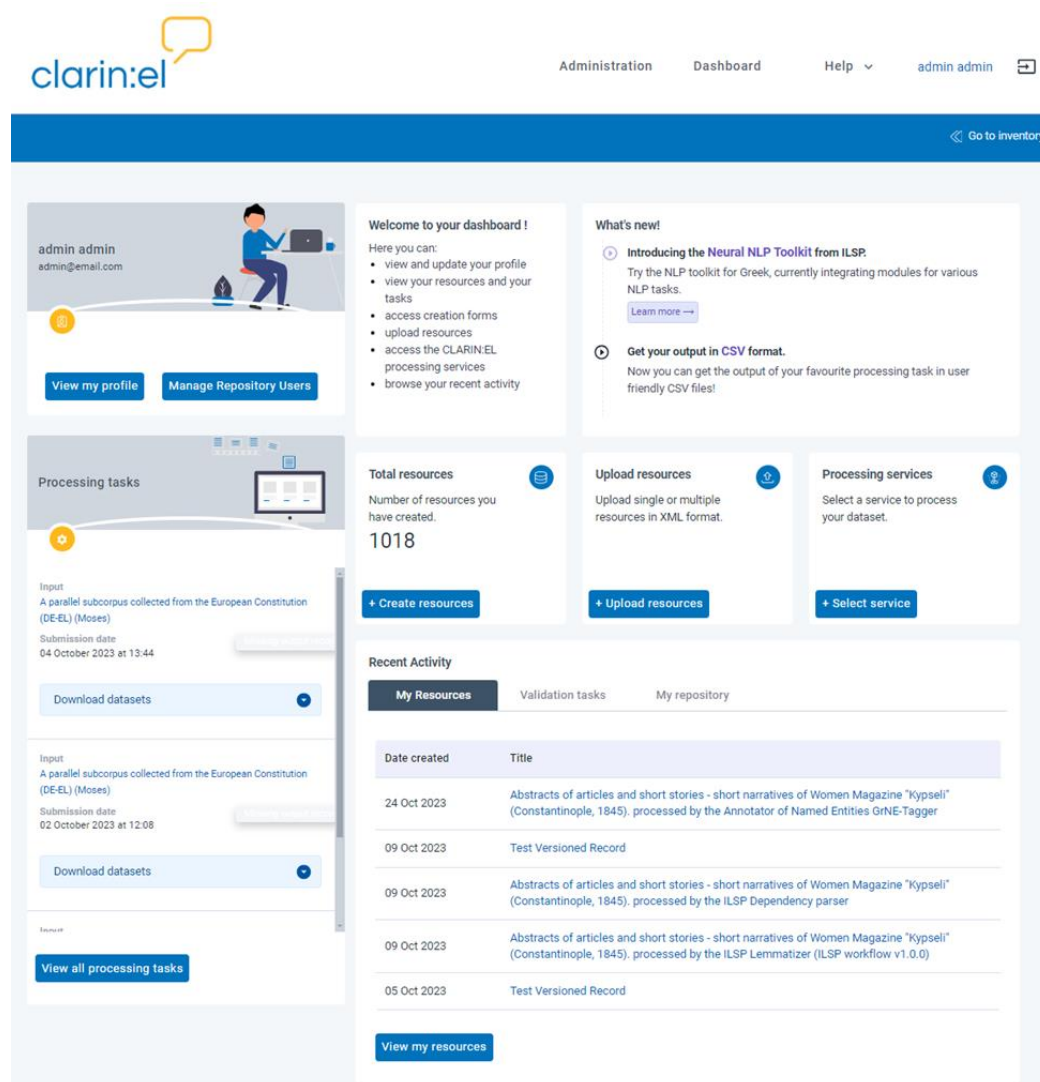 clarin:el
Administration
Dashboard
Help
admin admin
Go to inventory
admin admin
admin@email.com
View my profile
Manage Repository Users
Welcome to your dashboard !
Here you can:
view and update your profile
view your resources and your
tasks
access creation forms
upload resources
access the CLARIN:EL
processing services
browse your recent activity
What's new!
Introducing the Neural NLP Toolkit from ILSP.
Try the NLP toolkit for Greek, currently integrating modules for various
NLP tasks.
Learn more →
Get your output in CSV format.
Now you can get the output of your favourite processing task in user
friendly CSV files!
Processing tasks
Input
A parallel subcorpus collected from the European Constitution
(DE-EL) (Moses)
Submission date
04 October 2023 at 13:44
Download datasets
Input
A parallel subcorpus collected from the European Constitution
(DE-EL) (Moses)
Submission date
02 October 2023 at 12:08
Download datasets
Input
View all processing tasks
Total resources
Number of resources you
have created.
1018
+ Create resources
Upload resources
Upload single or multiple
resources in XML format.
+ Upload resources
Processing services
Select a service to process
your dataset.
+ Select service
Recent Activity
My Resources
Validation tasks
My repository
Date created Title
24 Oct 2023 Abstracts of articles and short stories - short narratives of Women Magazine "Kypseli"
(Constantinople, 1845). processed by the Annotator of Named Entities GrNE-Tagger
09 Oct 2023 Test Versioned Record
09 Oct 2023 Abstracts of articles and short stories - short narratives of Women Magazine "Kypseli"
(Constantinople, 1845). processed by the ILSP Dependency parser
09 Oct 2023 Abstracts of articles and short stories - short narratives of Women Magazine "Kypseli"
(Constantinople, 1845). processed by the ILSP Lemmatizer (ILSP workflow v1.0.0)
05 Oct 2023 Test Versioned Record
View my resources